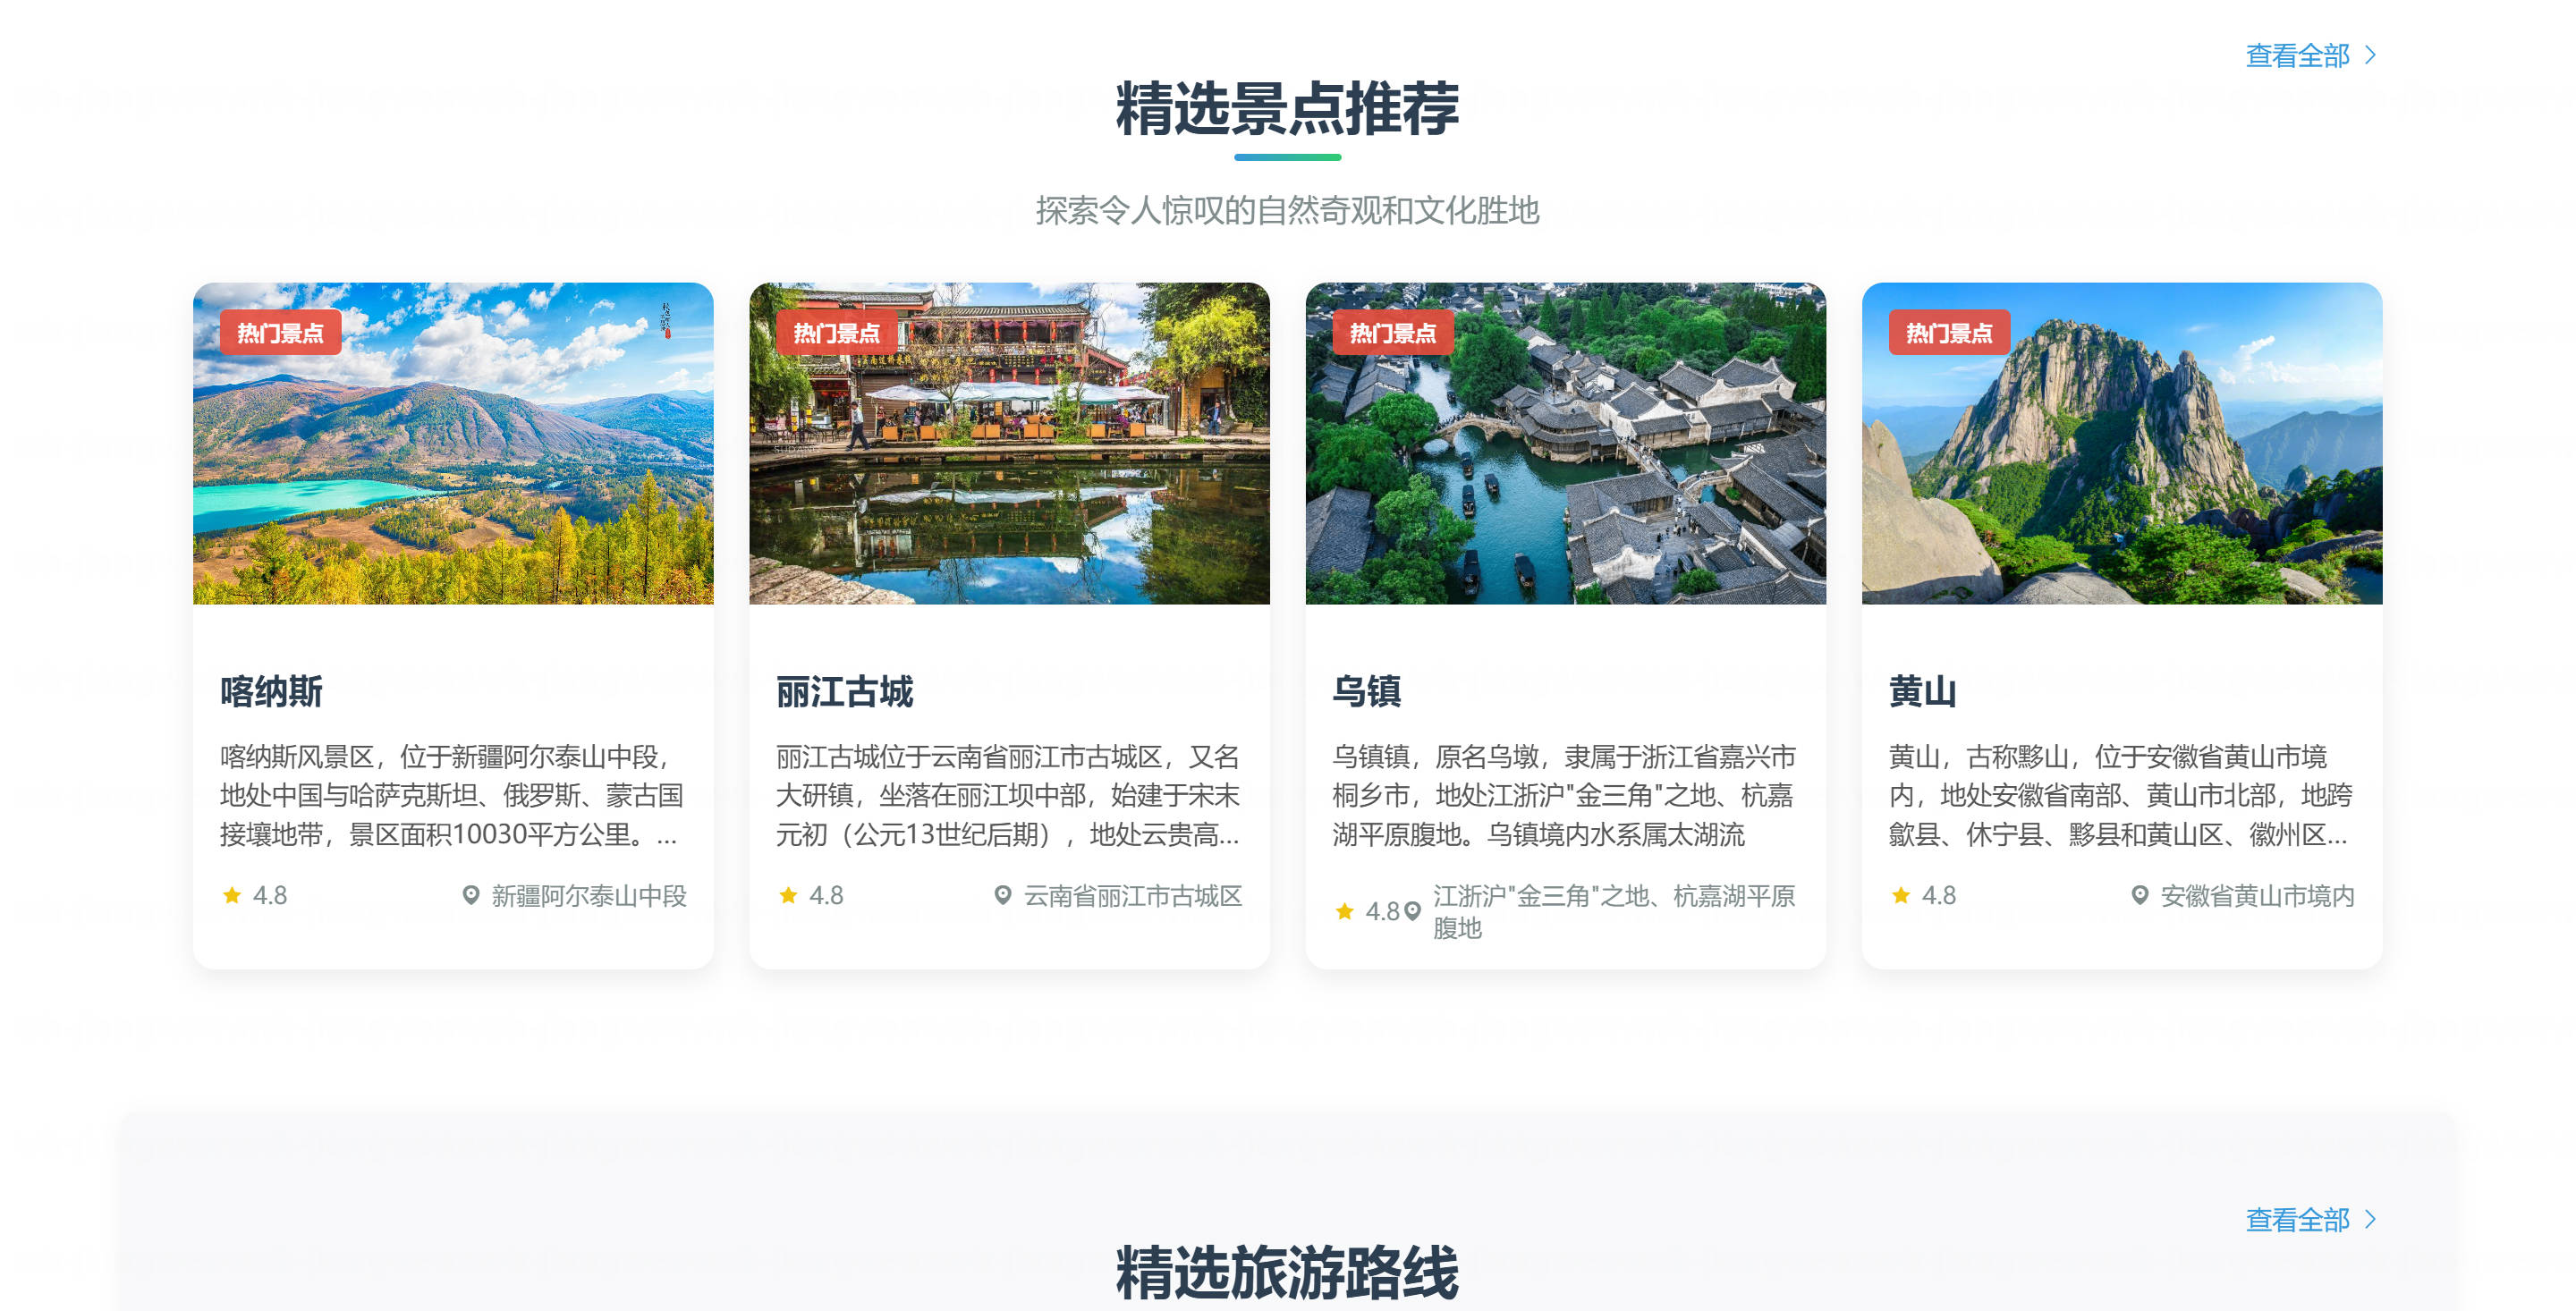 查看全部
精选景点推荐
探索令人惊叹的自然奇观和文化胜地
热门景点
热门景点
热门景点
热门景点
喀纳斯
喀纳斯风景区，位于新疆阿尔泰山中段，
地处中国与哈萨克斯坦、俄罗斯、蒙古国
接壤地带，景区面积10030平方公里。...
4.8
新疆阿尔泰山中段
丽江古城
丽江古城位于云南省丽江市古城区，又名
大研镇，坐落在丽江坝中部，始建于宋末
元初（公元13世纪后期），地处云贵高...
4.8
云南省丽江市古城区
乌镇
乌镇镇，原名乌墩，隶属于浙江省嘉兴市
桐乡市，地处江浙沪"金三角"之地、杭嘉
湖平原腹地。乌镇境内水系属太湖流
4.8
江浙沪"金三角"之地、杭嘉湖平原
腹地
黄山
黄山，古称黟山，位于安徽省黄山市境
内，地处安徽省南部、黄山市北部，地跨
歙县、休宁县、黟县和黄山区、徽州区...
4.8
安徽省黄山市境内
查看全部
精选旅游路线